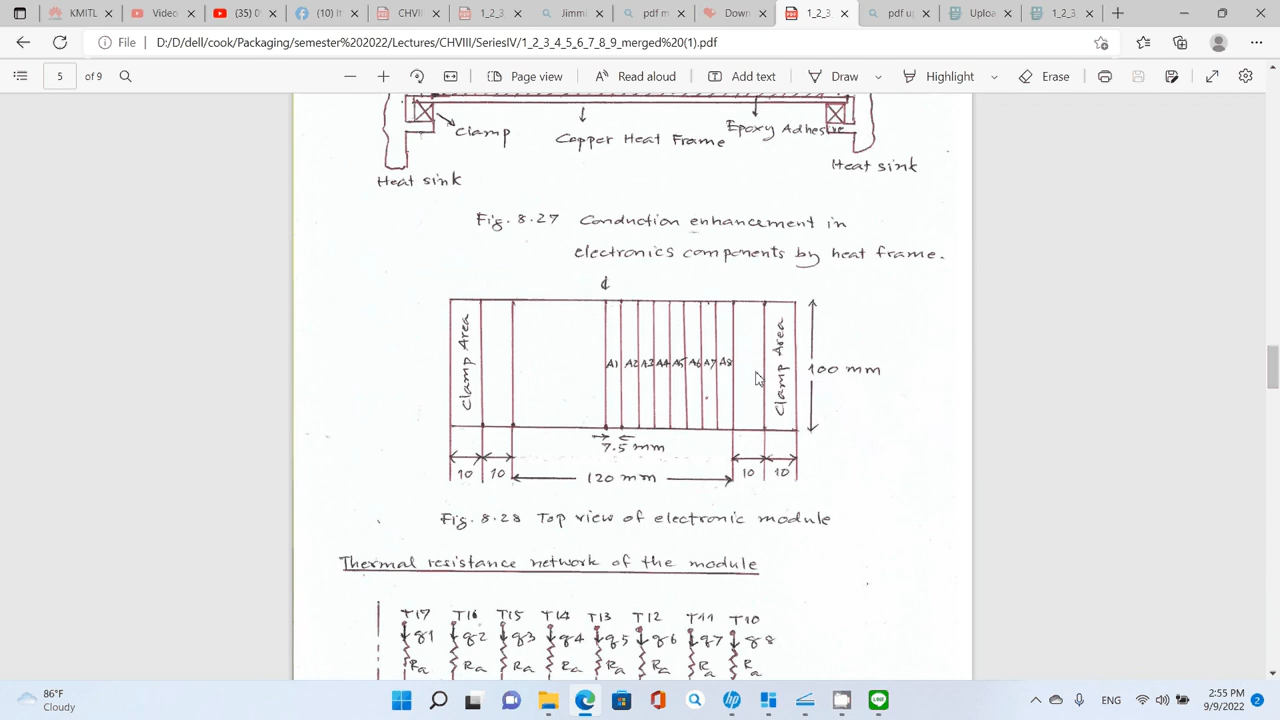 KMITL
Video
(35) D
(10) It
CHVII
1_2_3
Jimmi
pdf m
Down
1_2_3.
pdf up
Uploa
1_2_3
File D:/D/dell/cook/Packaging/semester%202022/Lectures/CHVIII/SeriesIV/1_2_3_4_5_6_7_8_9_merged%20(1).pdf
5 of 9 Page view Read aloud Add text Draw Highlight Erase
Clamp
Copper Heat Frame
Epoxy Adhesive
Heat sink
Heat sink
Fig. 8.27 Conduction enhancement in
electronics components by heat frame.
℄
Clamp Area
A1 A2 A3 A4 A5 A6 A7 A8
Clamp Area
100 mm
7.5 mm
10 10 120 mm 10 10
Fig. 8.28 Top view of electronic module
Thermal resistance network of the module
T17 T16 T15 T14 T13 T12 T11 T10
q1 q2 q3 q4 q5 q6 q7 q8
Ra Ra Ra Ra Ra Ra Ra Ra
86°F
Cloudy
ENG
2:55 PM
9/9/2022
2